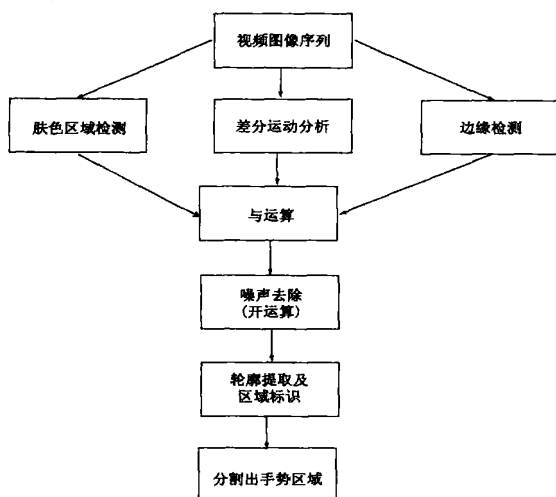 视频图像序列
肤色区域检测
差分运动分析
边缘检测
与运算
噪声去除
(开运算)
轮廓提取及
区域标识
分割出手势区域